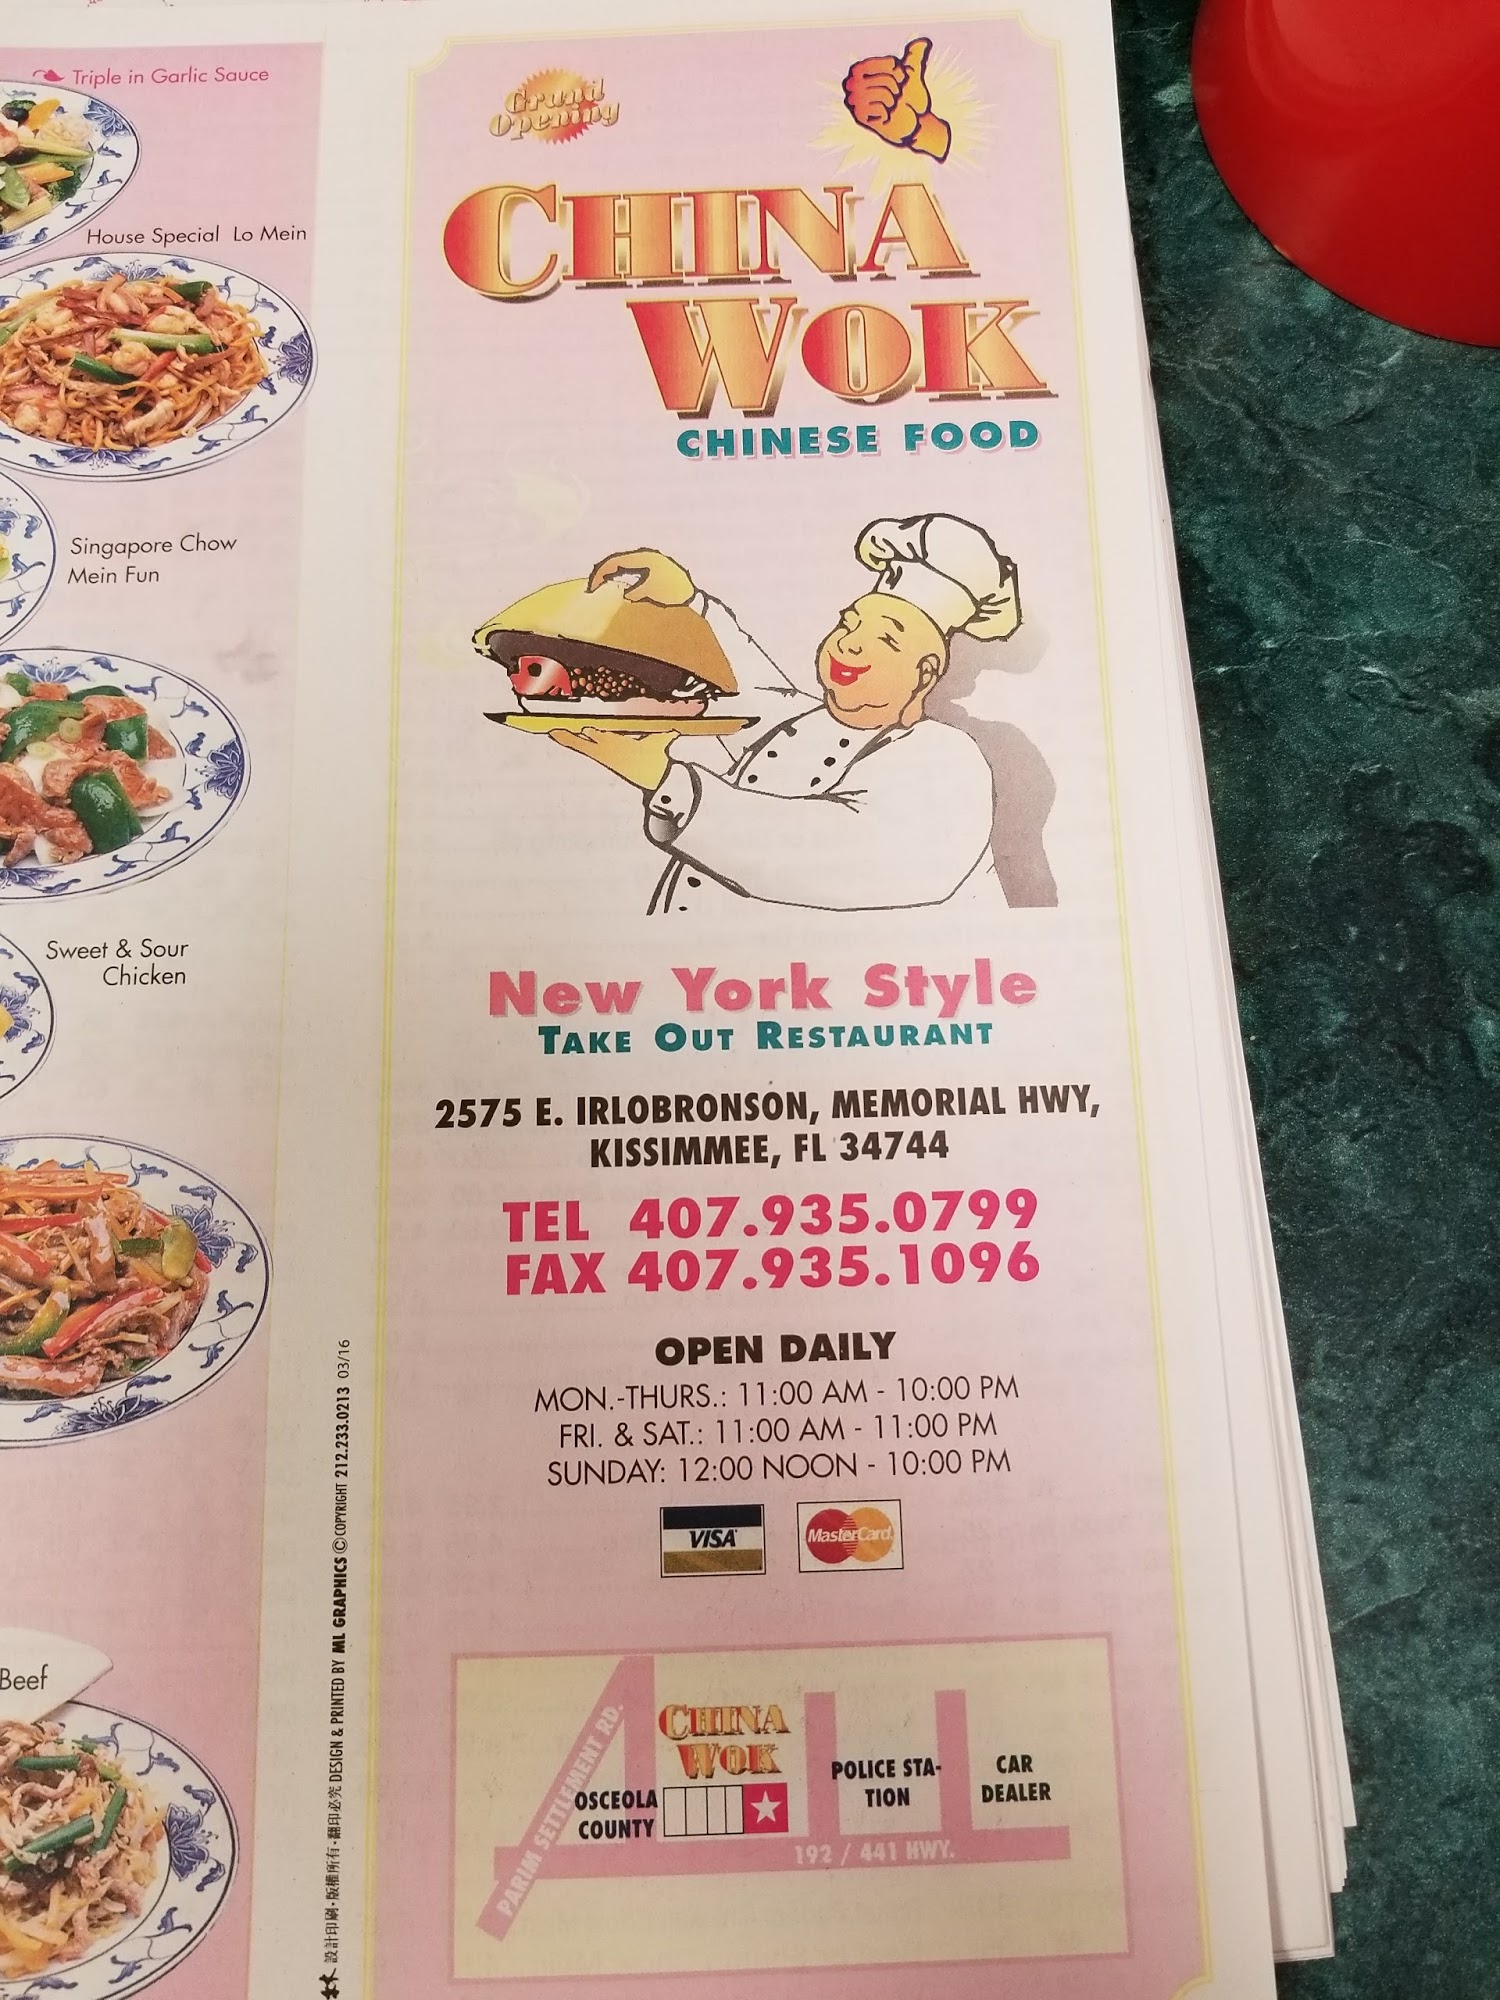 Triple in Garlic Sauce
House Special Lo Mein
Singapore Chow
Mein Fun
Sweet & Sour
Chicken
Beef
設計印刷·版權所有·翻印必究 DESIGN & PRINTED BY ML GRAPHICS © COPYRIGHT 212.233.0213 03/16
Grand
Opening
CHINA
WOK
CHINESE FOOD
New York Style
TAKE OUT RESTAURANT
2575 E. IRLOBRONSON, MEMORIAL HWY,
KISSIMMEE, FL 34744
TEL 407.935.0799
FAX 407.935.1096
OPEN DAILY
MON.-THURS.: 11:00 AM - 10:00 PM
FRI. & SAT.: 11:00 AM - 11:00 PM
SUNDAY: 12:00 NOON - 10:00 PM
VISA
MasterCard
PARIM SETTLEMENT RD.
CHINA
WOK
OSCEOLA
COUNTY
POLICE STA-
TION
CAR
DEALER
192 / 441 HWY.